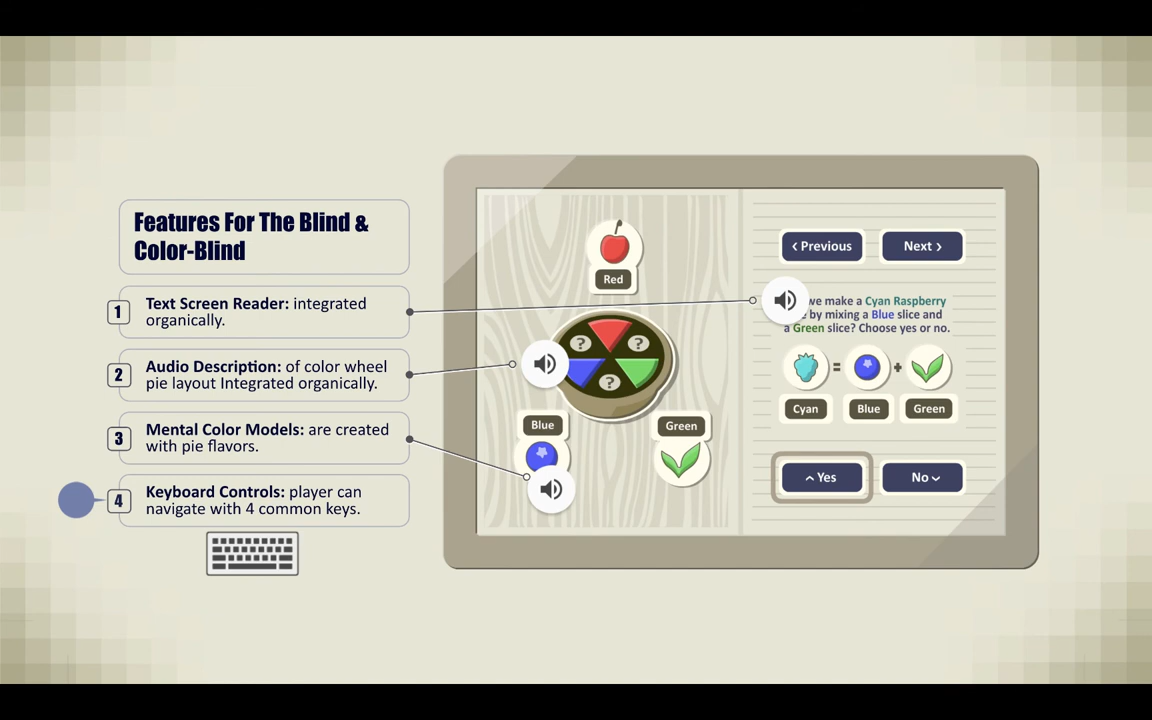 Features For The Blind &
Color-Blind
1
Text Screen Reader: integrated
organically.
2
Audio Description: of color wheel
pie layout Integrated organically.
3
Mental Color Models: are created
with pie flavors.
4
Keyboard Controls: player can
navigate with 4 common keys.
Red
?
?
?
Blue
Green
‹ Previous
Next ›
we make a Cyan Raspberry
by mixing a Blue slice and
a Green slice? Choose yes or no.
= +
Cyan
Blue
Green
Yes
No